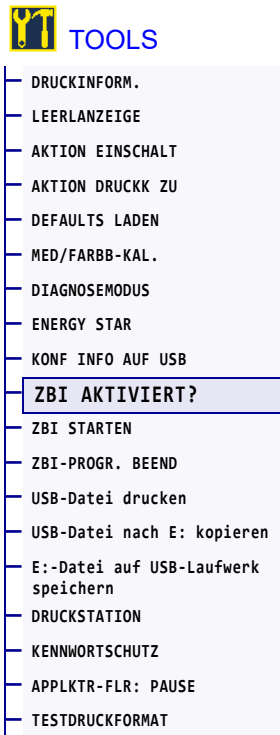 TOOLS
DRUCKINFORM.
LEERLANZEIGE
AKTION EINSCHALT
AKTION DRUCKK ZU
DEFAULTS LADEN
MED/FARBB-KAL.
DIAGNOSEMODUS
ENERGY STAR
KONF INFO AUF USB
ZBI AKTIVIERT?
ZBI STARTEN
ZBI-PROGR. BEEND
USB-Datei drucken
USB-Datei nach E: kopieren
E:-Datei auf USB-Laufwerk
speichern
DRUCKSTATION
KENNWORTSCHUTZ
APPLKTR-FLR: PAUSE
TESTDRUCKFORMAT